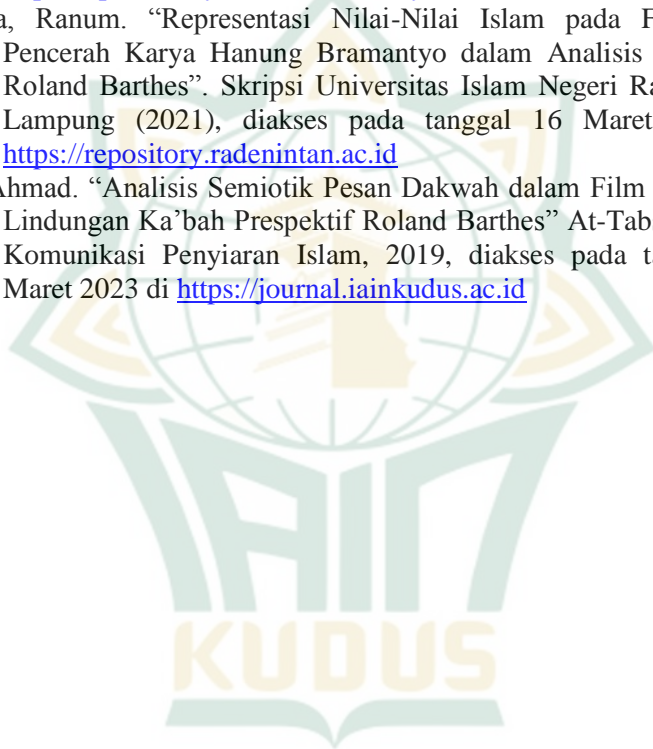 a, Ranum. “Representasi Nilai-Nilai Islam pada F
Pencerah Karya Hanung Bramantyo dalam Analisis
Roland Barthes”. Skripsi Universitas Islam Negeri Ra
Lampung (2021), diakses pada tanggal 16 Maret
https://repository.radenintan.ac.id
Ahmad. “Analisis Semiotik Pesan Dakwah dalam Film
Lindungan Ka’bah Prespektif Roland Barthes” At-Tab
Komunikasi Penyiaran Islam, 2019, diakses pada t
Maret 2023 di https://journal.iainkudus.ac.id
IAIN
KUDUS